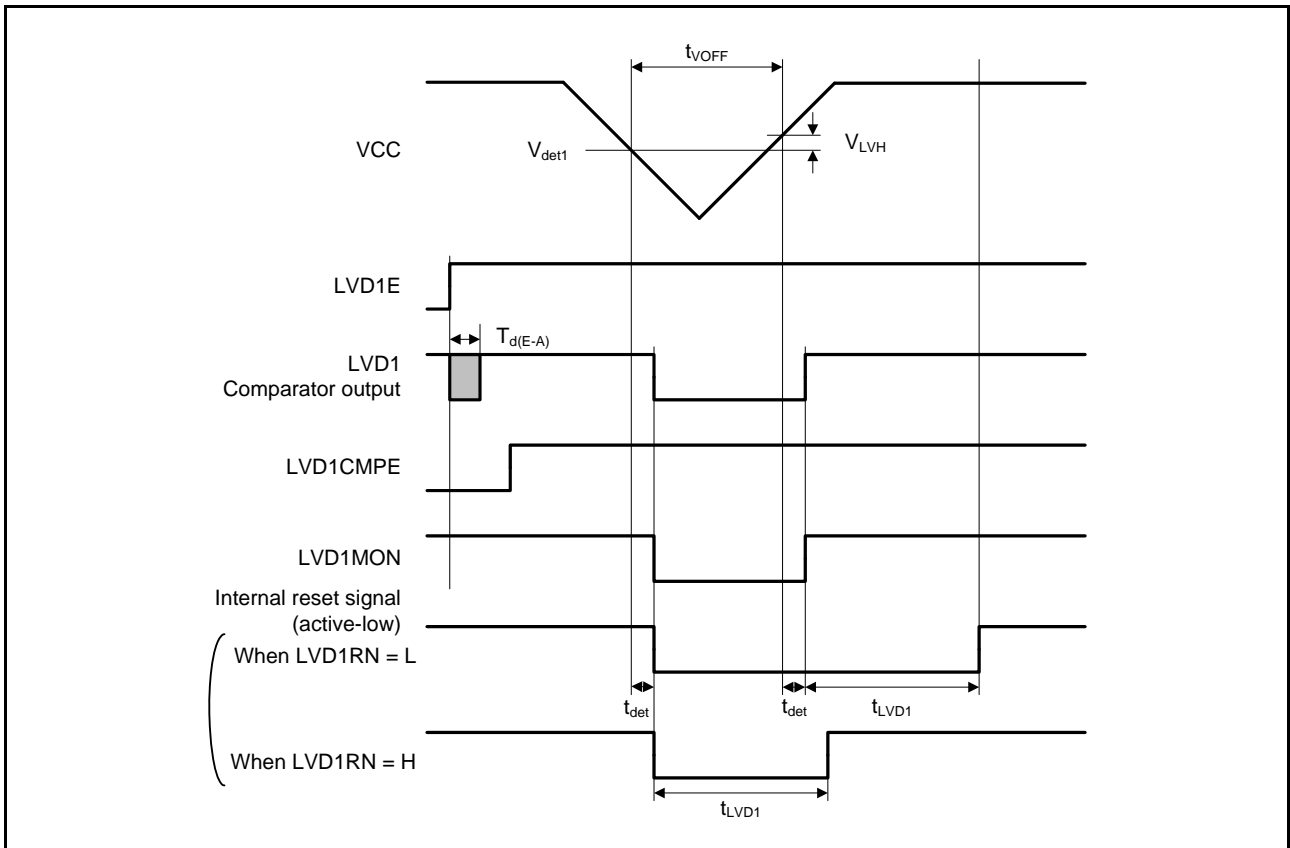 tVOFF
VCC
Vdet1
VLVH
LVD1E
Td(E-A)
LVD1
Comparator output
LVD1CMPE
LVD1MON
Internal reset signal
(active-low)
When LVD1RN = L
tdet
tdet
tLVD1
When LVD1RN = H
tLVD1